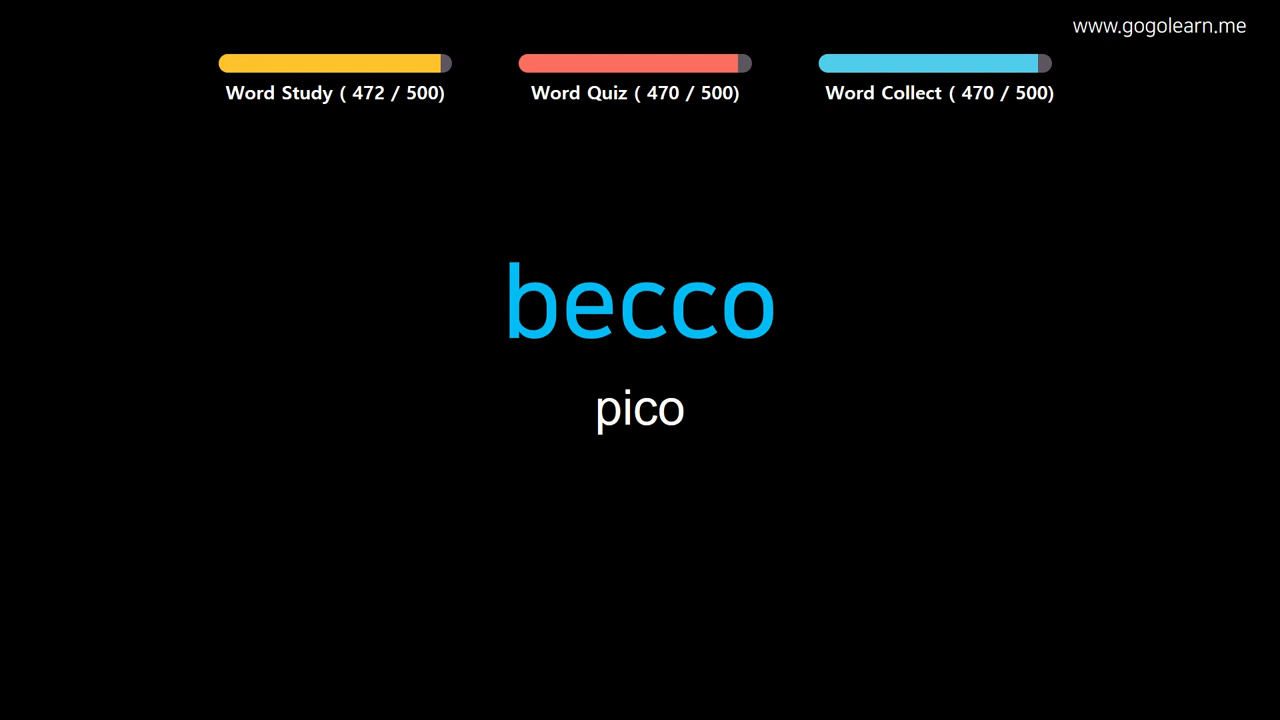 www.gogolearn.me
Word Study ( 472 / 500)
Word Quiz ( 470 / 500)
Word Collect ( 470 / 500)
becco
pico